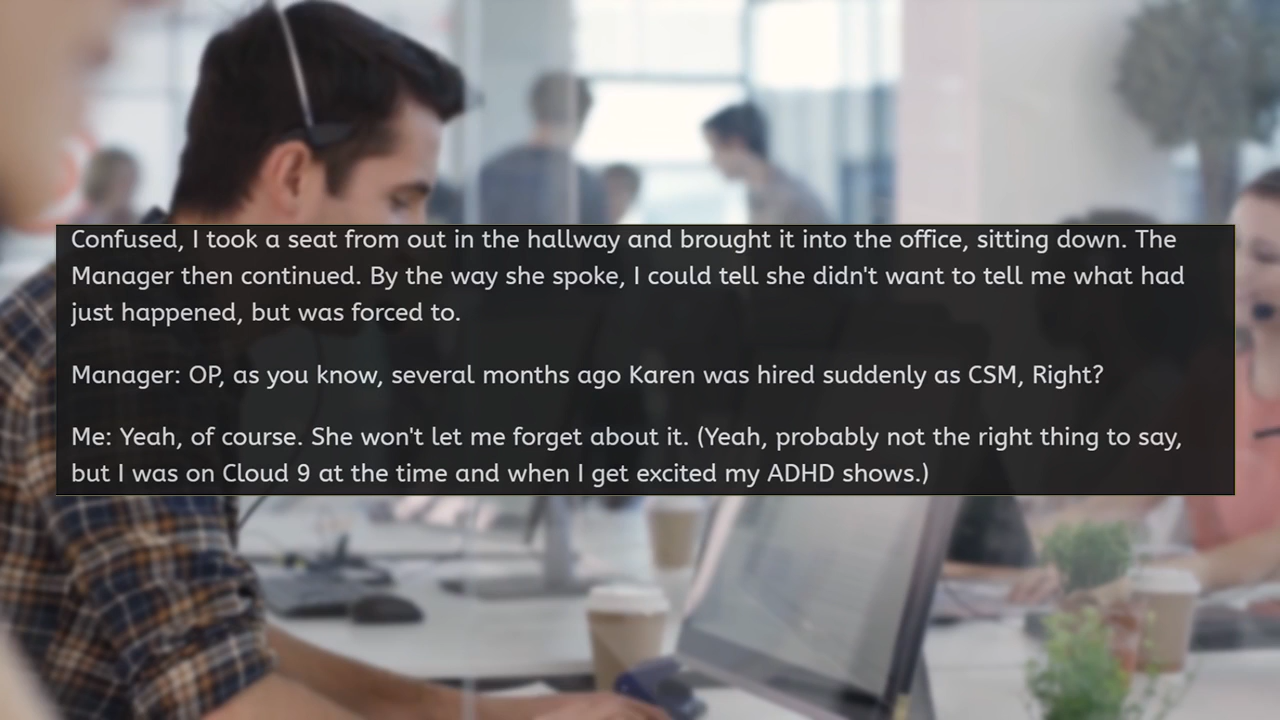 Confused, I took a seat from out in the hallway and brought it into the office, sitting down. The
Manager then continued. By the way she spoke, I could tell she didn't want to tell me what had
just happened, but was forced to.
Manager: OP, as you know, several months ago Karen was hired suddenly as CSM, Right?
Me: Yeah, of course. She won't let me forget about it. (Yeah, probably not the right thing to say,
but I was on Cloud 9 at the time and when I get excited my ADHD shows.)